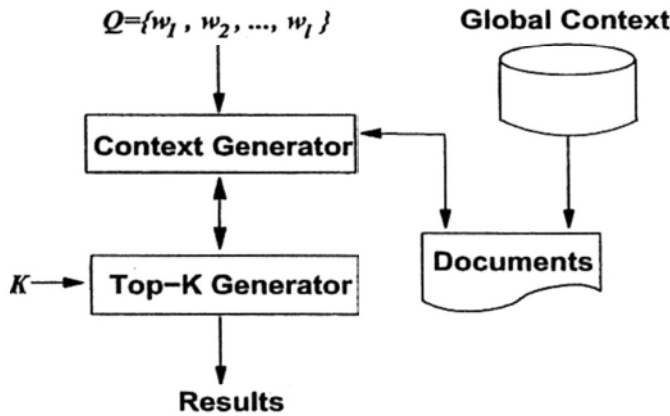 Q={w1 , w2 , ..., wl }
Global Context
Context Generator
Documents
K
Top-K Generator
Results